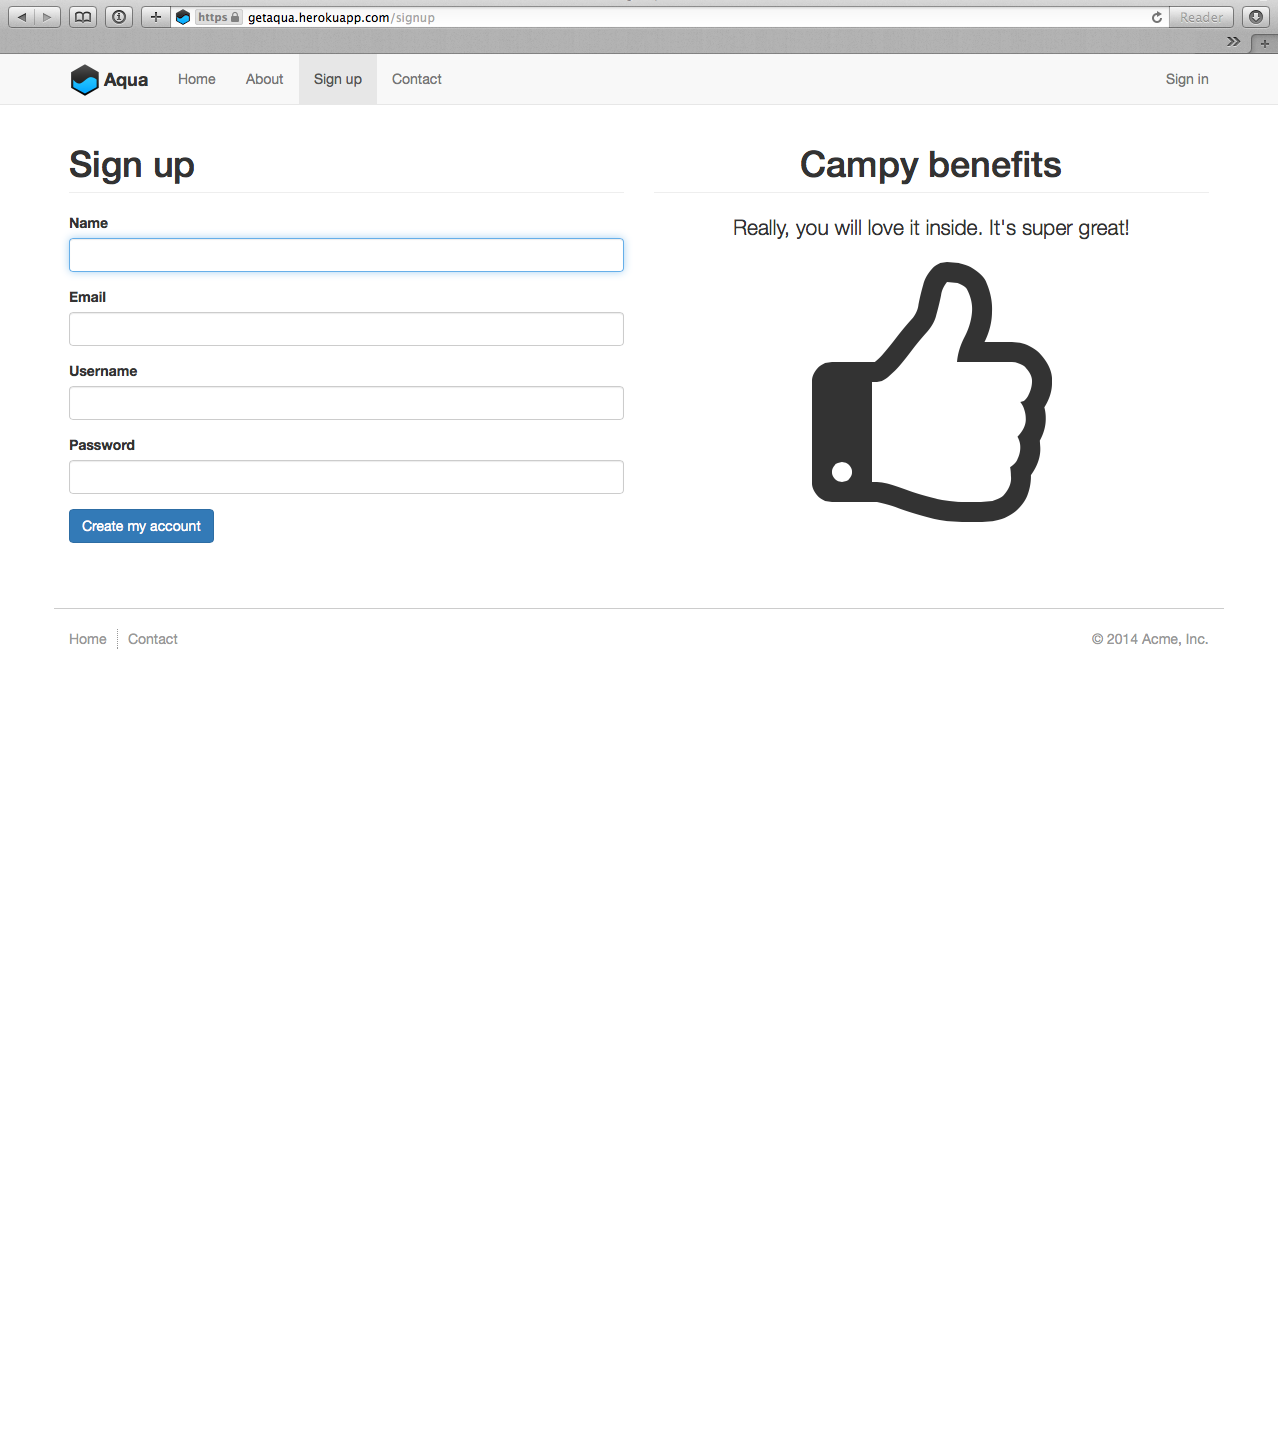 https getaqua.herokuapp.com/signup Reader
Aqua Home About Sign up Contact Sign in
Sign up
Name
Email
Username
Password
Create my account
Campy benefits
Really, you will love it inside. It's super great!
Home Contact © 2014 Acme, Inc.